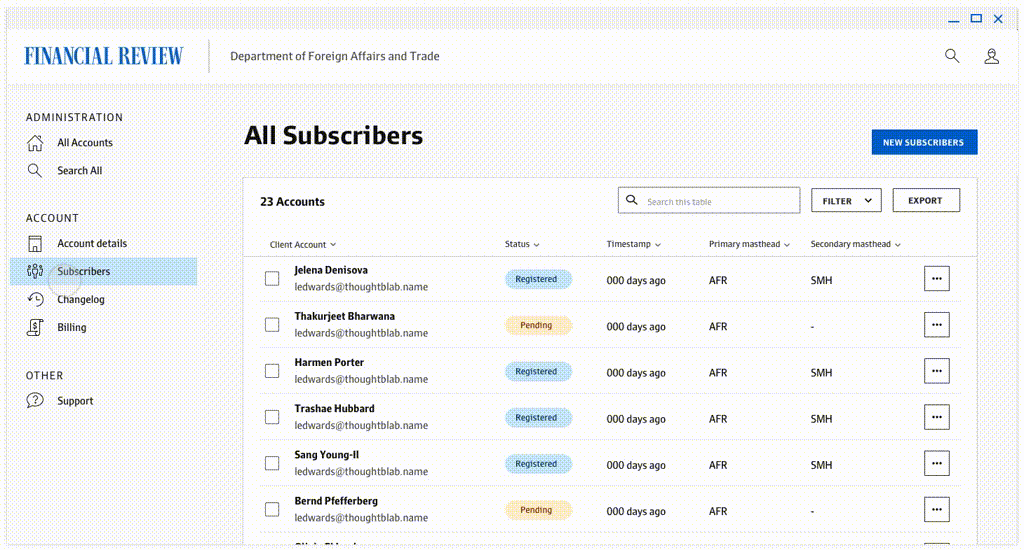 FINANCIAL REVIEW
Department of Foreign Affairs and Trade
ADMINISTRATION
All Accounts
Search All
ACCOUNT
Account details
Subscribers
Changelog
Billing
OTHER
Support
All Subscribers
NEW SUBSCRIBERS
23 Accounts
Search this table
FILTER
EXPORT
Client Account Status Timestamp Primary masthead Secondary masthead
Jelena Denisova
ledwards@thoughtblab.name
Registered 000 days ago AFR SMH
Thakurjeet Bharwana
ledwards@thoughtblab.name
Pending 000 days ago AFR -
Harmen Porter
ledwards@thoughtblab.name
Registered 000 days ago AFR SMH
Trashae Hubbard
ledwards@thoughtblab.name
Registered 000 days ago AFR SMH
Sang Young-Il
ledwards@thoughtblab.name
Registered 000 days ago AFR SMH
Bernd Pfefferberg
ledwards@thoughtblab.name
Pending 000 days ago AFR -